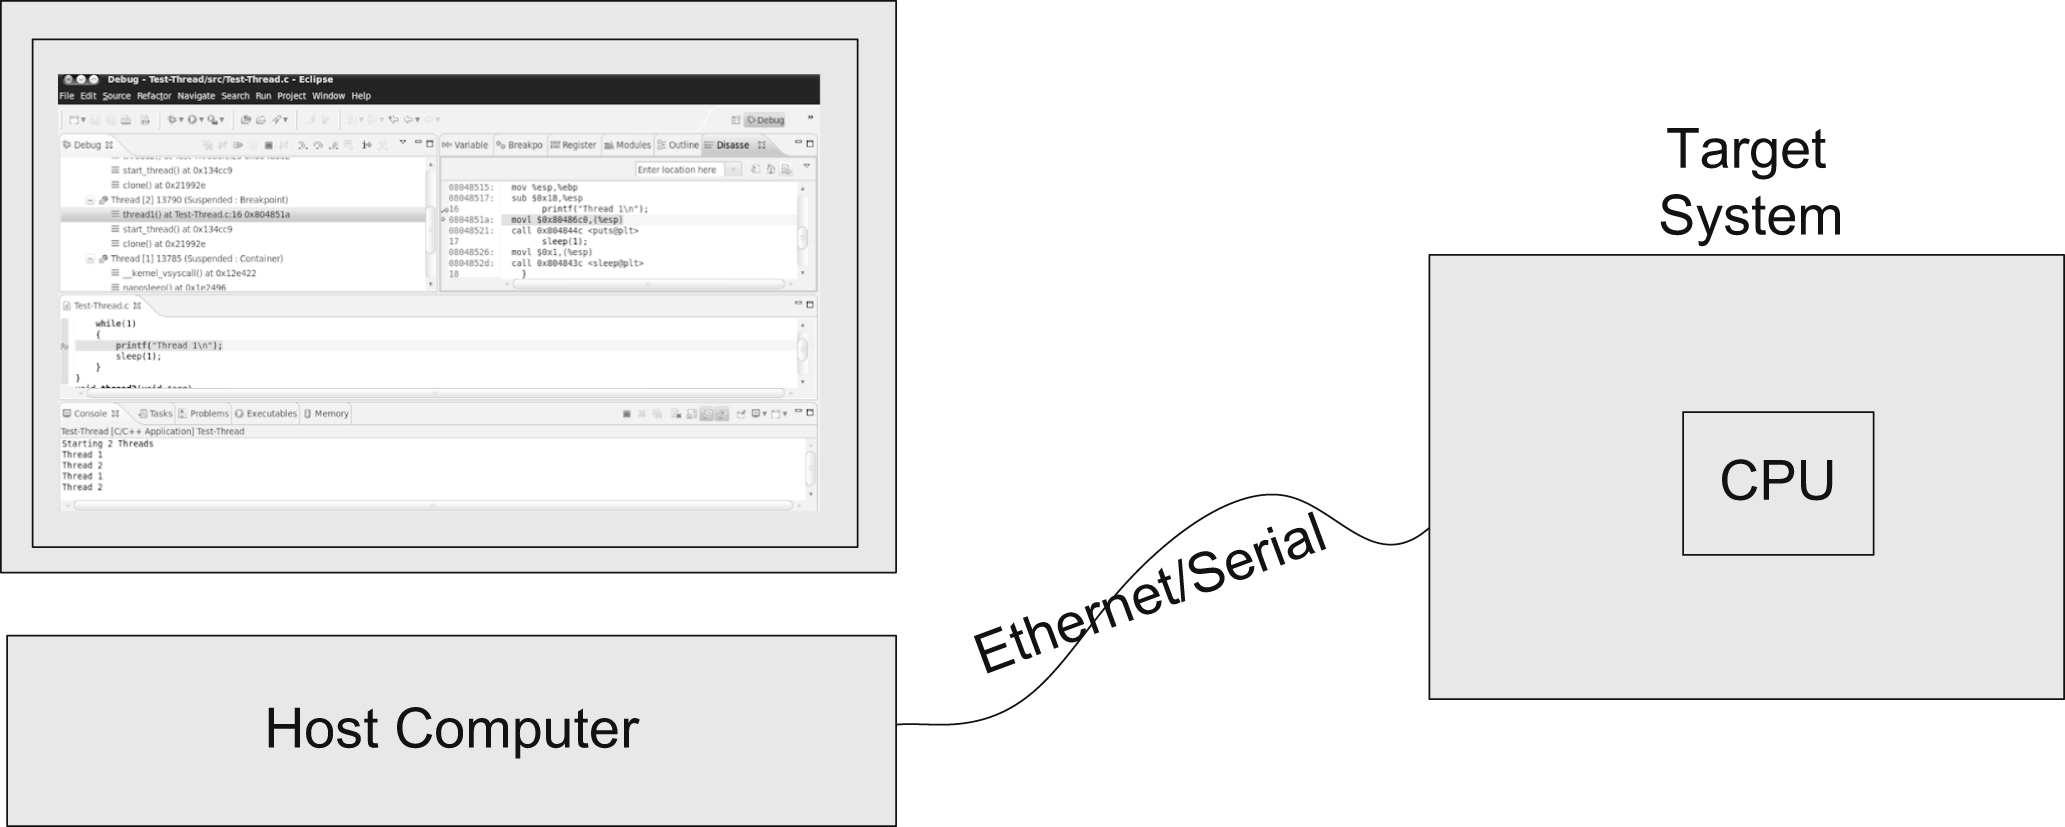 Debug - Test-Thread/src/Test-Thread.c - Eclipse
File Edit Source Refactor Navigate Search Run Project Window Help
Debug
Debug
start_thread() at 0x134cc9
clone() at 0x21992e
Thread [2] 13790 (Suspended : Breakpoint)
thread1() at Test-Thread.c:16 0x804851a
start_thread() at 0x134cc9
clone() at 0x21992e
Thread [1] 13785 (Suspended : Container)
__kernel_vsyscall() at 0x12e422
nanosleep() at 0x1e2496
Variable Breakpo Register Modules Outline Disasse
Enter location here
08048515: mov %esp,%ebp
08048517: sub $0x18,%esp
16 printf("Thread 1\n");
0804851a: movl $0x80486c0,(%esp)
08048521: call 0x804844c <puts@plt>
17 sleep(1);
08048526: movl $0x1,(%esp)
0804852d: call 0x804843c <sleep@plt>
18 }
Test-Thread.c
while(1)
{
printf("Thread 1\n");
sleep(1);
}
}
Console Tasks Problems Executables Memory
Test-Thread [C/C++ Application] Test-Thread
Starting 2 Threads
Thread 1
Thread 2
Thread 1
Thread 2
Host Computer
Ethernet/Serial
Target
System
CPU